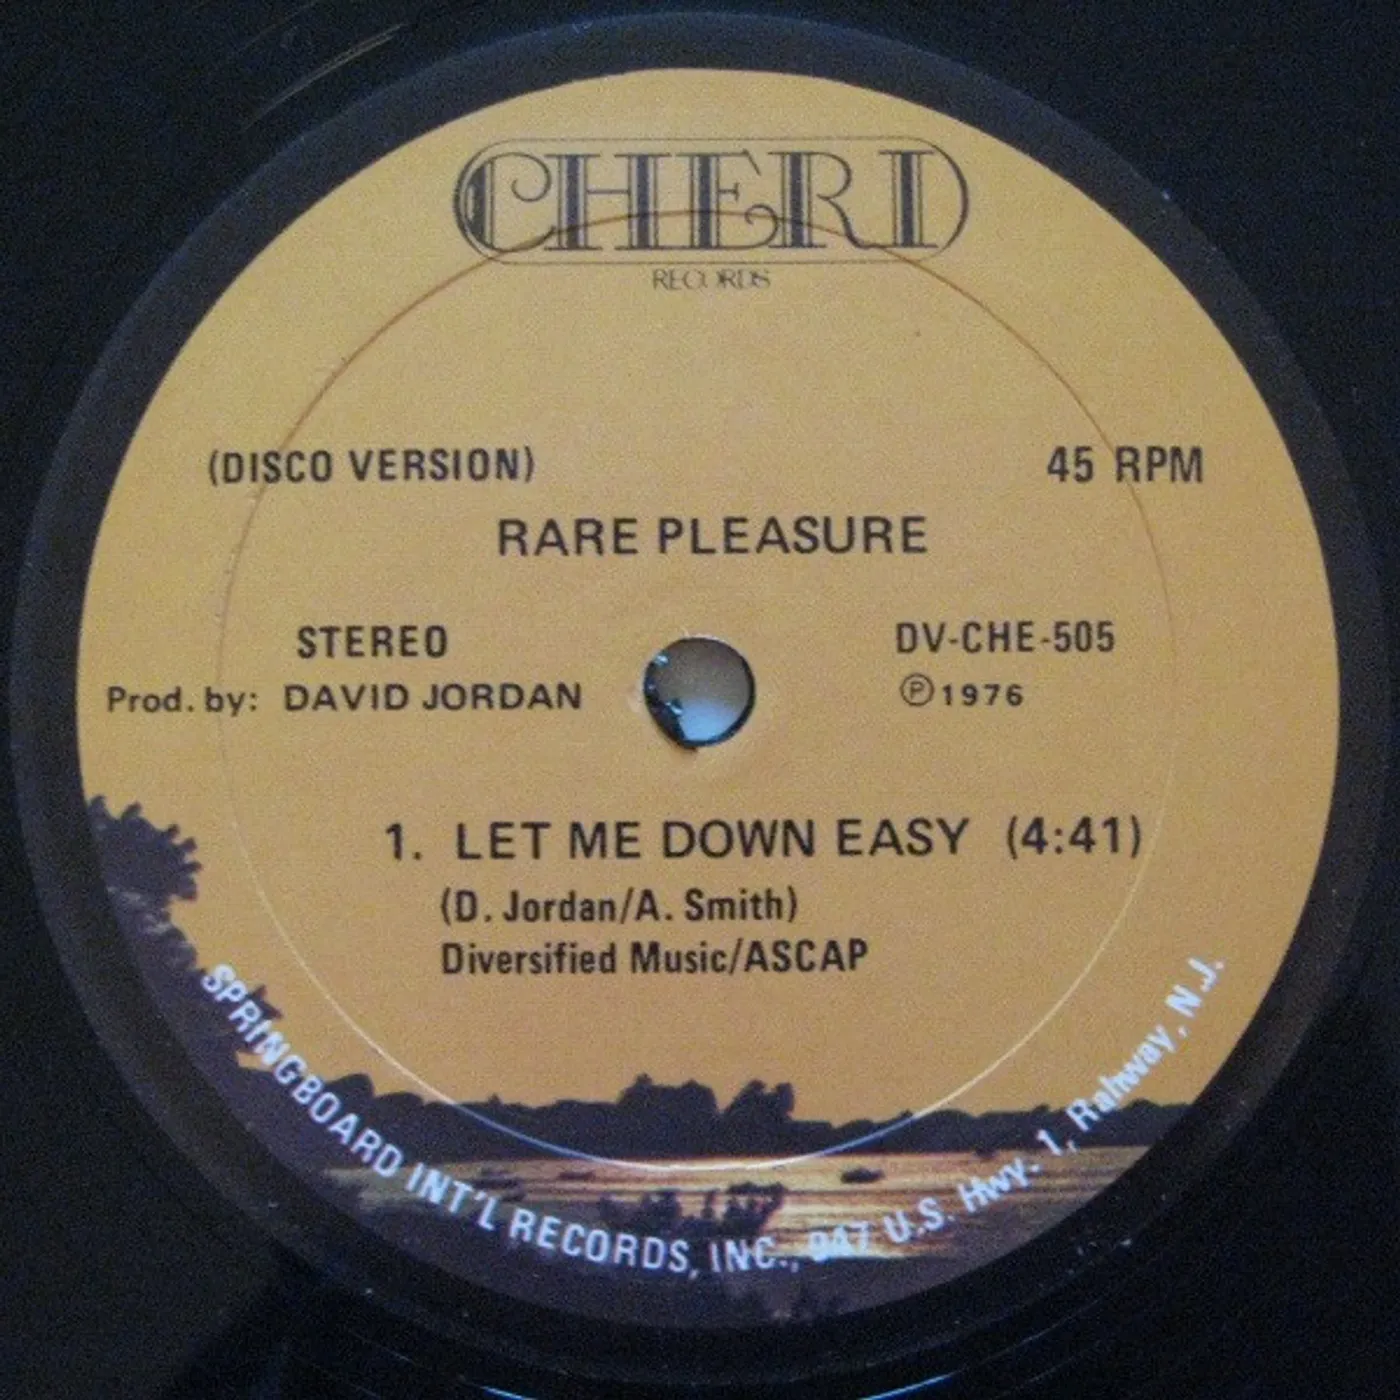 CHERI
RECORDS
(DISCO VERSION) 45 RPM
RARE PLEASURE
STEREO DV-CHE-505
Prod. by: DAVID JORDAN ℗1976
1. LET ME DOWN EASY (4:41)
(D. Jordan/A. Smith)
Diversified Music/ASCAP
SPRINGBOARD INT'L RECORDS, INC., 947 U.S. Hwy. 1, Rahway, N.J.